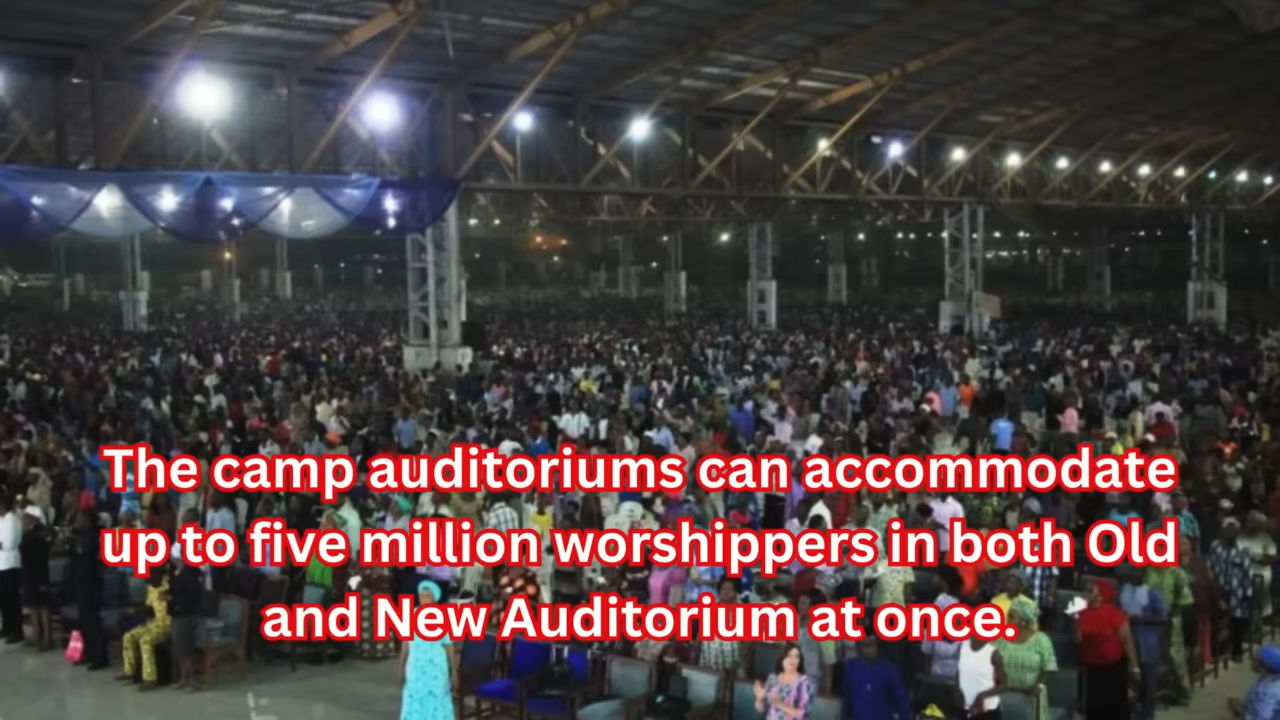 The camp auditoriums can accommodate
up to five million worshippers in both Old
and New Auditorium at once.